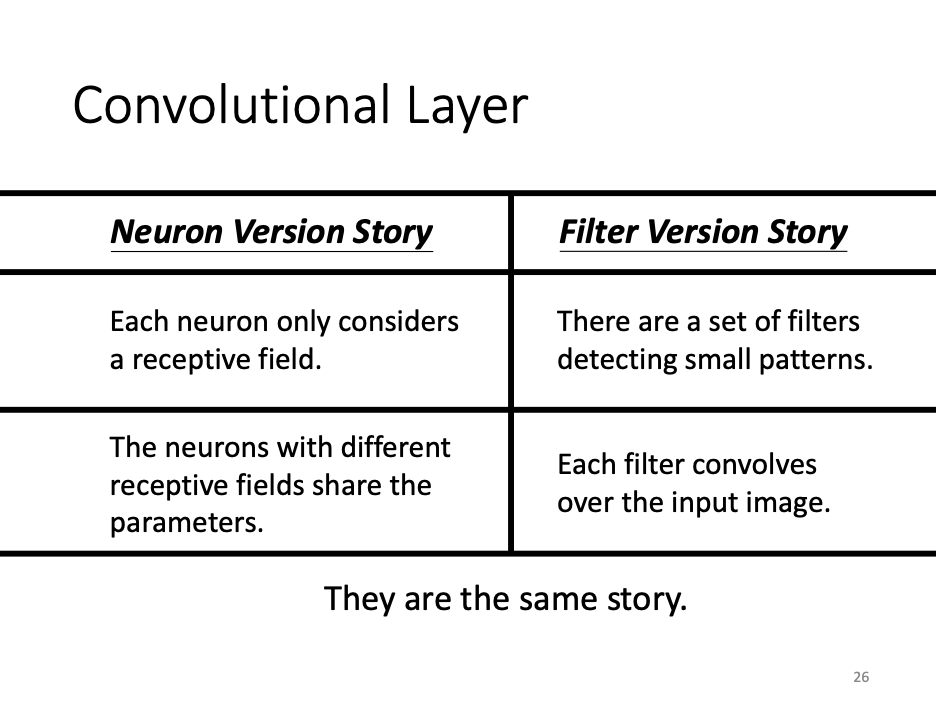 Convolutional Layer
Neuron Version Story
Filter Version Story
Each neuron only considers
a receptive field.
There are a set of filters
detecting small patterns.
The neurons with different
receptive fields share the
parameters.
Each filter convolves
over the input image.
They are the same story.
26